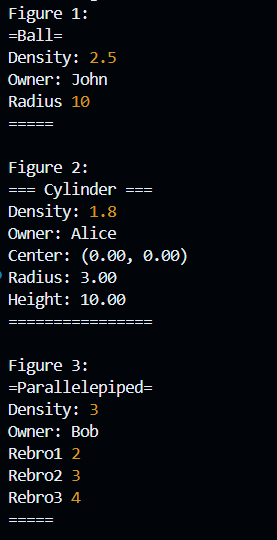 Figure 1:
=Ball=
Density: 2.5
Owner: John
Radius 10
=====
Figure 2:
=== Cylinder ===
Density: 1.8
Owner: Alice
Center: (0.00, 0.00)
Radius: 3.00
Height: 10.00
================
Figure 3:
=Parallelepiped=
Density: 3
Owner: Bob
Rebro1 2
Rebro2 3
Rebro3 4
=====